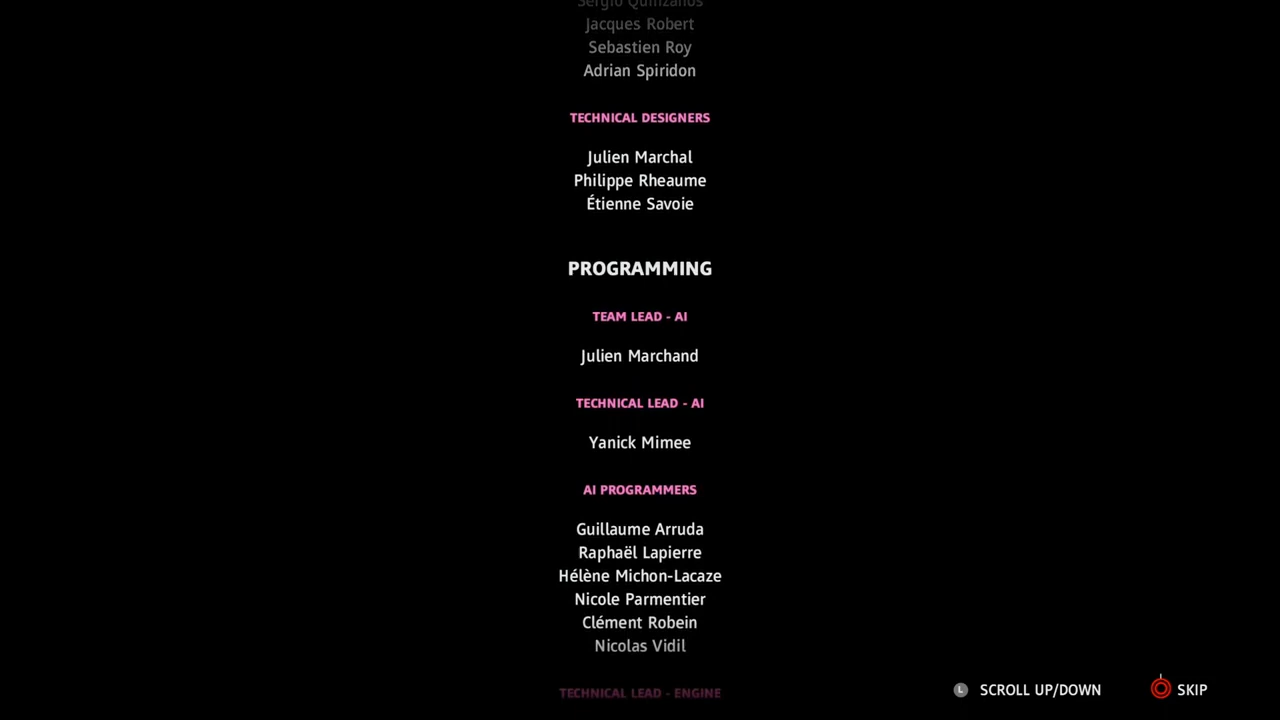 Sergio Quinzanos
Jacques Robert
Sebastien Roy
Adrian Spiridon
TECHNICAL DESIGNERS
Julien Marchal
Philippe Rheaume
Étienne Savoie
PROGRAMMING
TEAM LEAD - AI
Julien Marchand
TECHNICAL LEAD - AI
Yanick Mimee
AI PROGRAMMERS
Guillaume Arruda
Raphaël Lapierre
Hélène Michon-Lacaze
Nicole Parmentier
Clément Robein
Nicolas Vidil
TECHNICAL LEAD - ENGINE
L SCROLL UP/DOWN
SKIP